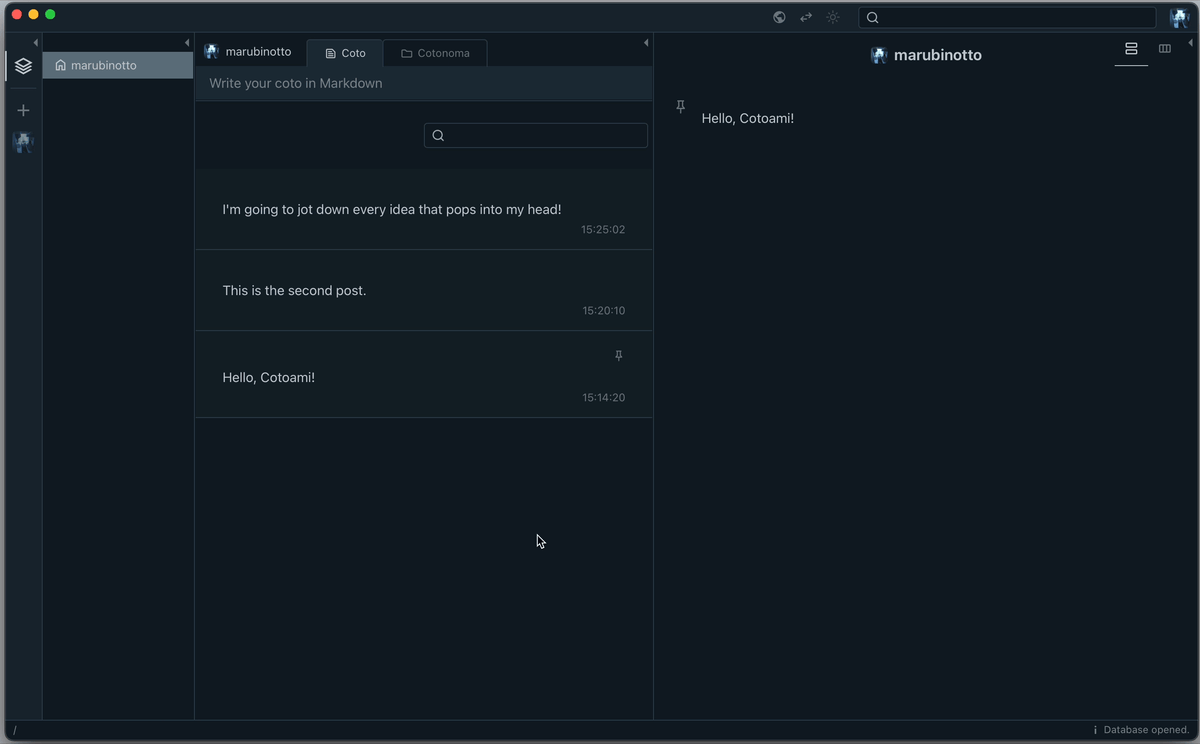 marubinotto
marubinotto
Coto
Cotonoma
Write your coto in Markdown
I'm going to jot down every idea that pops into my head!
15:25:02
This is the second post.
15:20:10
Hello, Cotoami!
15:14:20
marubinotto
Hello, Cotoami!
/
i Database opened.